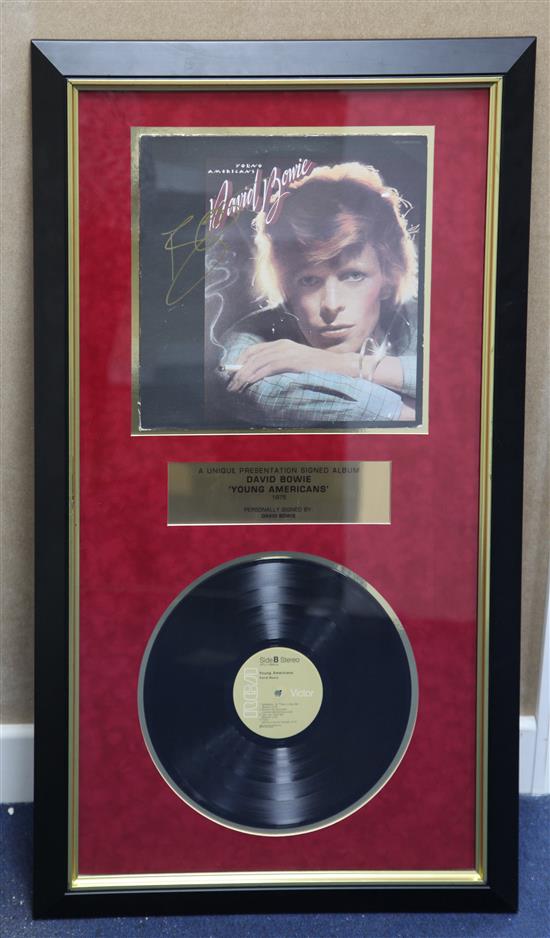 YOUNG
AMERICANS
David Bowie
A UNIQUE PRESENTATION SIGNED ALBUM
DAVID BOWIE
'YOUNG AMERICANS'
1975
PERSONALLY SIGNED BY:
DAVID BOWIE
Side B Stereo
Young Americans
David Bowie
RCA Victor